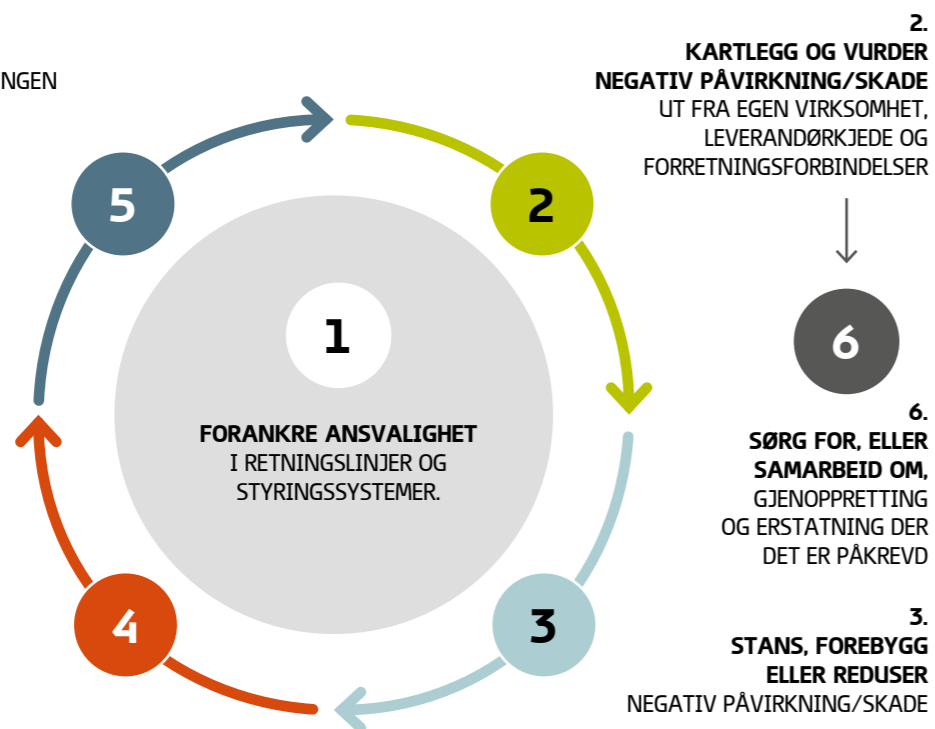 NGEN
5
2
1
FORANKRE ANSVALIGHET
I RETNINGSLINJER OG
STYRINGSSYSTEMER.
4
3
2.
KARTLEGG OG VURDER
NEGATIV PÅVIRKNING/SKADE
UT FRA EGEN VIRKSOMHET,
LEVERANDØRKJEDE OG
FORRETNINGSFORBINDELSER
6
6.
SØRG FOR, ELLER
SAMARBEID OM,
GJENOPPRETTING
OG ERSTATNING DER
DET ER PÅKREVD
3.
STANS, FOREBYGG
ELLER REDUSER
NEGATIV PÅVIRKNING/SKADE